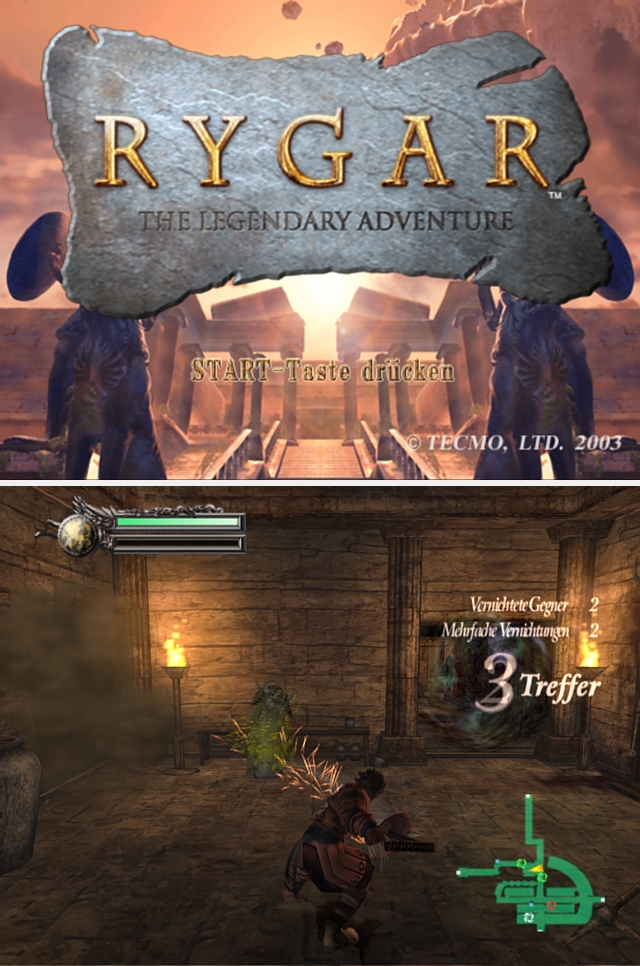 RYGAR
TM
THE LEGENDARY ADVENTURE
START-Taste drücken
© TECMO, LTD. 2003
Vernichtete Gegner 2
Mehrfache Vernichtungen 2
3 Treffer